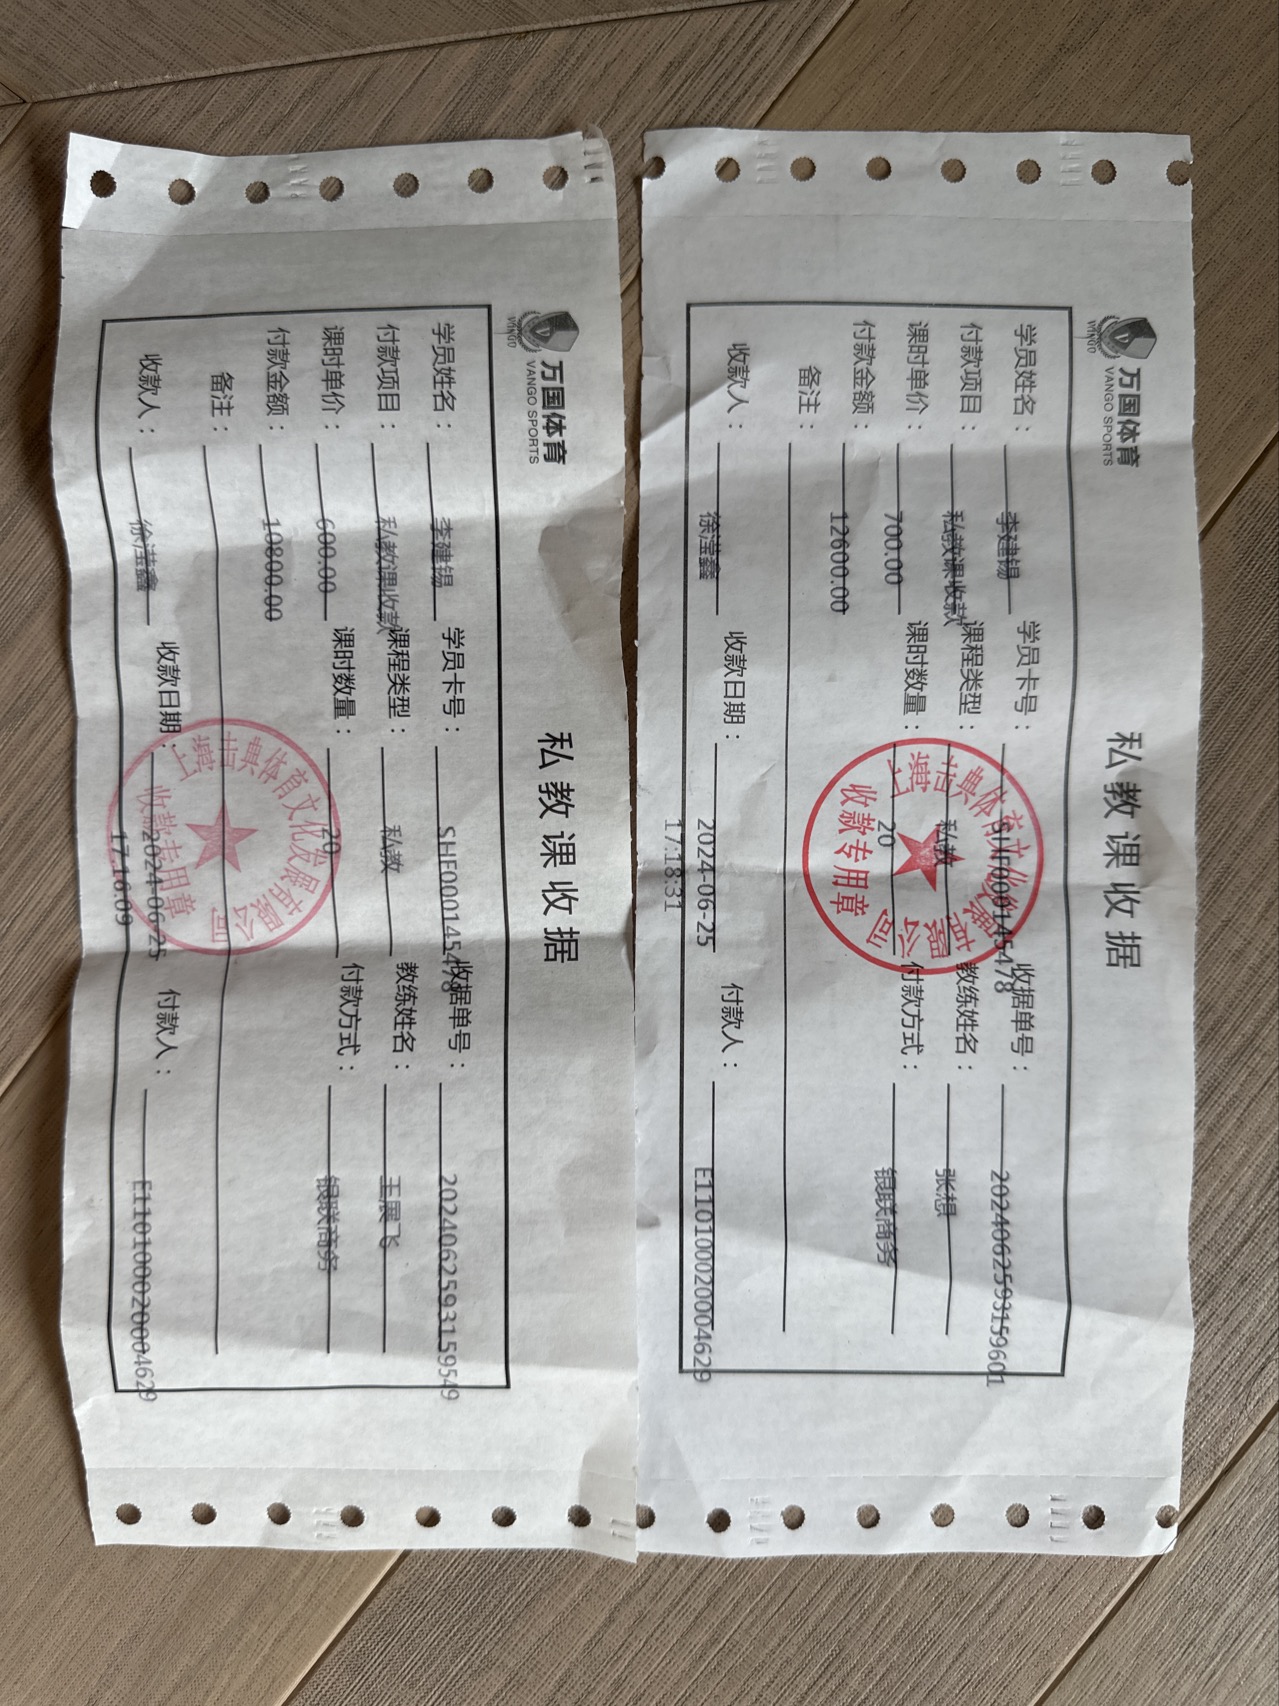 万国体育
VANGO SPORTS
WINGO
私教课收据
学员姓名： 李建锡 学员卡号： SHF000145478 收据单号： 2024062593159601
付款项目： 私教课收款 课程类型： 私教 教练姓名： 张想
课时单价： 700.00 课时数量： 20 付款方式： 银联商务
付款金额： 12600.00
备注：
收款人： 徐滢鑫 收款日期： 2024-06-25 17:18:31 付款人： E1101000200004629
上海击典体育文化发展有限公司
收款专用章
万国体育
VANGO SPORTS
WINGO
私教课收据
学员姓名： 李建锡 学员卡号： SHF000145478 收据单号： 2024062593159549
付款项目： 私教课收款 课程类型： 私教 教练姓名： 王展飞
课时单价： 600.00 课时数量： 20 付款方式： 银联商务
付款金额： 10800.00
备注：
收款人： 徐滢鑫 收款日期： 2024-06-25 17:16:09 付款人： E1101000200004629
上海击典体育文化发展有限公司
收款专用章